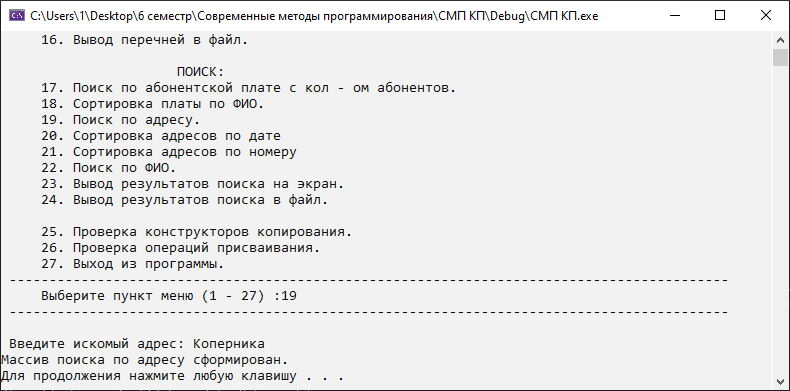 C:\Users\1\Desktop\6 семестр\Современные методы программирования\СМП КП\Debug\СМП КП.exe
16. Вывод перечней в файл.
ПОИСК:
17. Поиск по абонентской плате с кол - ом абонентов.
18. Сортировка платы по ФИО.
19. Поиск по адресу.
20. Сортировка адресов по дате
21. Сортировка адресов по номеру
22. Поиск по ФИО.
23. Вывод результатов поиска на экран.
24. Вывод результатов поиска в файл.
25. Проверка конструкторов копирования.
26. Проверка операций присваивания.
27. Выход из программы.
-----------------------------------------------------------------------------------------
Выберите пункт меню (1 - 27) :19
-----------------------------------------------------------------------------------------
Введите искомый адрес: Коперника
Массив поиска по адресу сформирован.
Для продолжения нажмите любую клавишу . . .